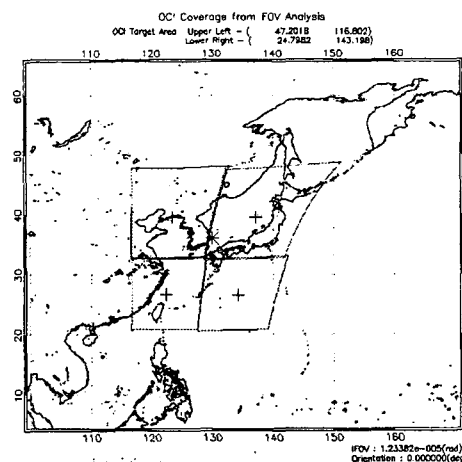 OCI Coverage from FOV Analysis
OCI Target Area Upper Left - ( 47.2018 116.802)
Lower Right - ( 24.7982 143.198)
110 120 130 140 150 160
60
50
40
30
20
10
110 120 130 140 150 160
IFOV : 1.23382e-005(rad)
Orientation : 0.000000(deg